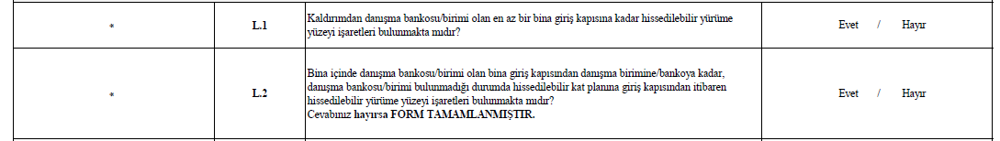 * L.1 Kaldırımdan danışma bankosu/birimi olan en az bir bina giriş kapısına kadar hissedilebilir yürüme
yüzeyi işaretleri bulunmakta mıdır? Evet / Hayır
* L.2 Bina içinde danışma bankosu/birimi olan bina giriş kapısından danışma birimine/bankoya kadar,
danışma bankosu/birimi bulunmadığı durumda hissedilebilir kat planına giriş kapısından itibaren
hissedilebilir yürüme yüzeyi işaretleri bulunmakta mıdır? Evet / Hayır
Cevabınız hayırsa FORM TAMAMLANMIŞTIR.